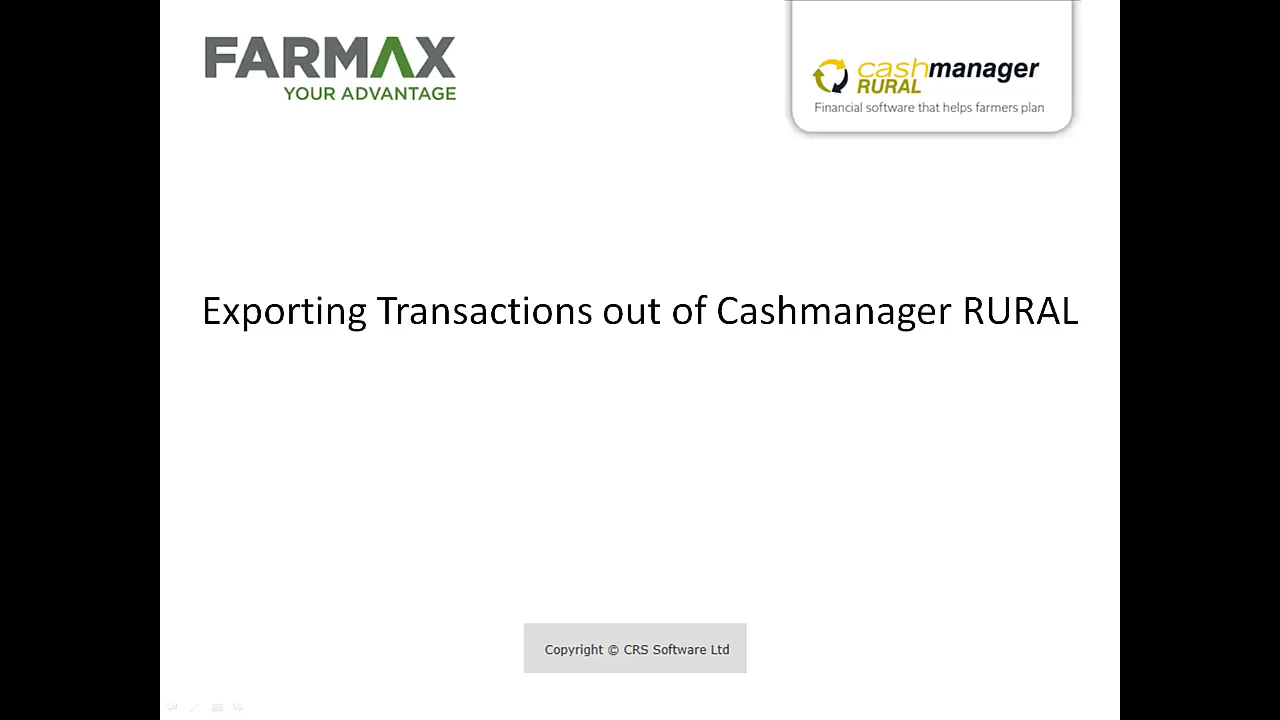 FARMAX
YOUR ADVANTAGE
cashmanager
RURAL
Financial software that helps farmers plan
Exporting Transactions out of Cashmanager RURAL
Copyright © CRS Software Ltd